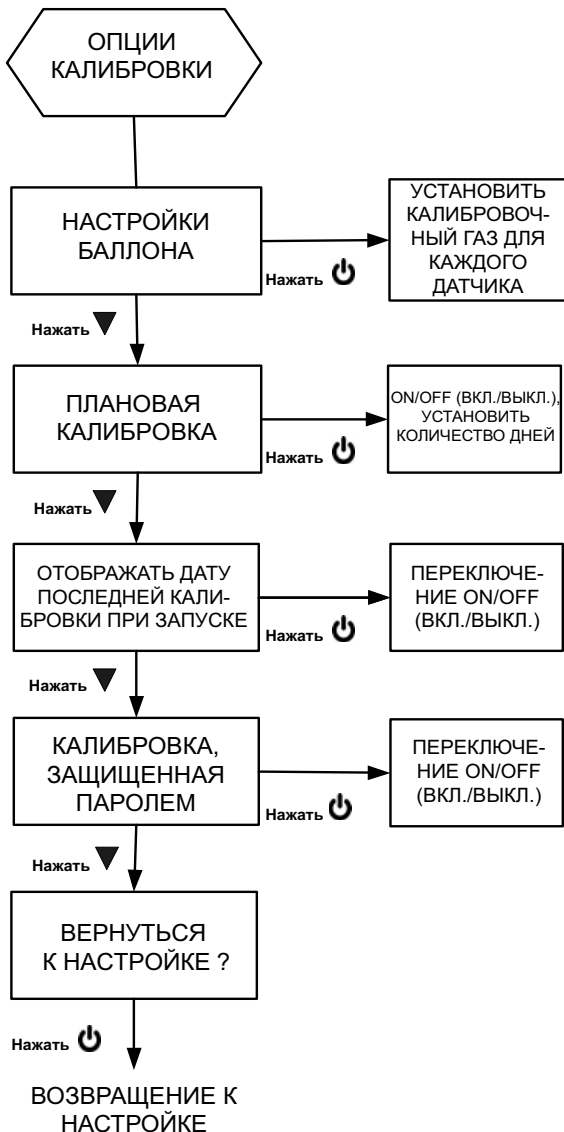 ОПЦИИ
КАЛИБРОВКИ
НАСТРОЙКИ
БАЛЛОНА
Нажать
УСТАНОВИТЬ
КАЛИБРОВОЧ-
НЫЙ ГАЗ ДЛЯ
КАЖДОГО
ДАТЧИКА
Нажать
ПЛАНОВАЯ
КАЛИБРОВКА
Нажать
ON/OFF (ВКЛ./ВЫКЛ.),
УСТАНОВИТЬ
КОЛИЧЕСТВО ДНЕЙ
Нажать
ОТОБРАЖАТЬ ДАТУ
ПОСЛЕДНЕЙ КАЛИ-
БРОВКИ ПРИ ЗАПУСКЕ
Нажать
ПЕРЕКЛЮЧЕ-
НИЕ ON/OFF
(ВКЛ./ВЫКЛ.)
Нажать
КАЛИБРОВКА,
ЗАЩИЩЕННАЯ
ПАРОЛЕМ
Нажать
ПЕРЕКЛЮЧЕ-
НИЕ ON/OFF
(ВКЛ./ВЫКЛ.)
Нажать
ВЕРНУТЬСЯ
К НАСТРОЙКЕ ?
Нажать
ВОЗВРАЩЕНИЕ К
НАСТРОЙКЕ